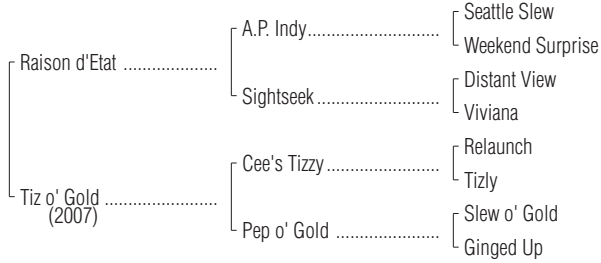 Seattle Slew
A.P. Indy
Weekend Surprise
Raison d'Etat
Distant View
Sightseek
Viviana
Relaunch
Cee's Tizzy
Tizly
Tiz o' Gold
(2007)
Slew o' Gold
Pep o' Gold
Ginged Up